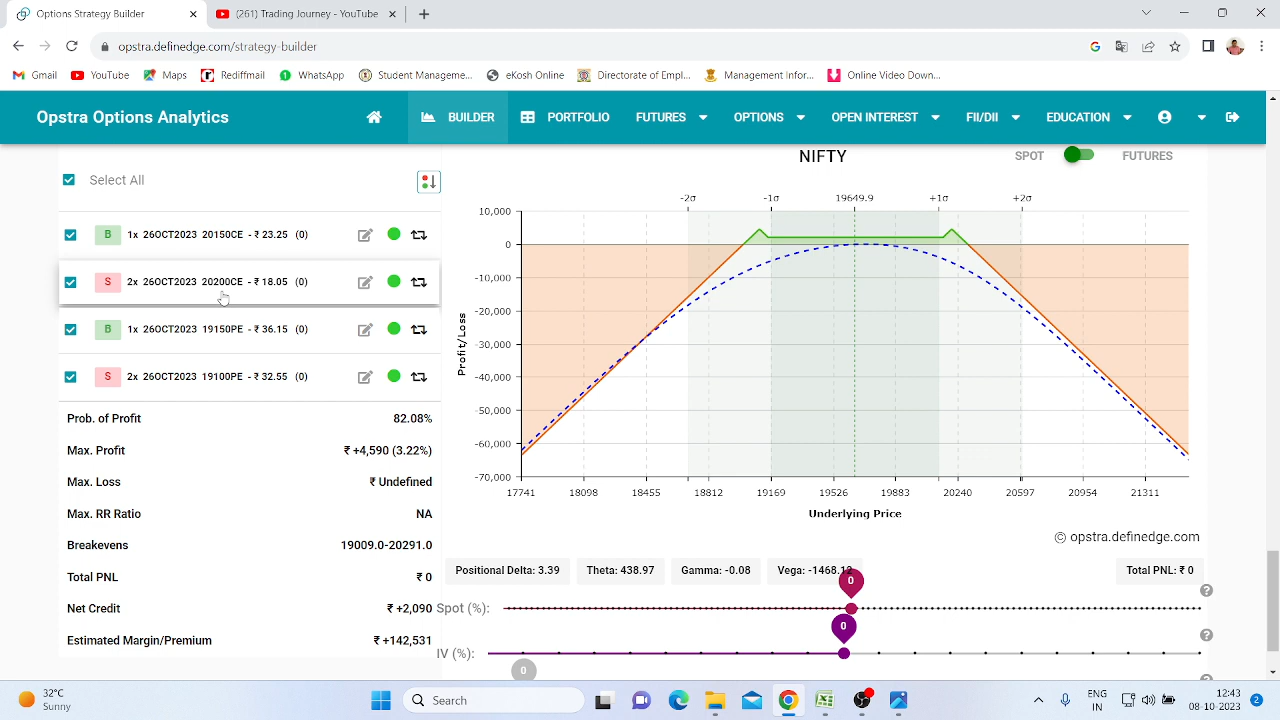 Options Strategy Builder
(261) Trading Journey - YouTube
opstra.definedge.com/strategy-builder
Gmail YouTube Maps Rediffmail WhatsApp Student Manageme... Gosh Online Directorate of Empl... Management Infor... Online Video Down...
Opstra Options Analytics BUILDER PORTFOLIO FUTURES OPTIONS OPEN INTEREST FII/DII EDUCATION
NIFTY SPOT FUTURES
Select All
B 1x 26OCT2023 20150CE - ₹ 23.25 (0)
S 2x 26OCT2023 20200CE - ₹ 18.05 (0)
B 1x 26OCT2023 19150PE - ₹ 36.15 (0)
S 2x 26OCT2023 19100PE - ₹ 32.55 (0)
Prob. of Profit 82.08%
Max. Profit ₹ +4,590 (3.22%)
Max. Loss ₹ Undefined
Max. RR Ratio NA
Breakevens 19009.0-20291.0
Total PNL ₹ 0
Net Credit ₹ +2,090
Estimated Margin/Premium ₹ +142,531
-2σ -1σ 19649.9 +1σ +2σ
10,000
0
-10,000
-20,000
-30,000
-40,000
-50,000
-60,000
-70,000
Profit/Loss
17741 18098 18455 18812 19169 19526 19883 20240 20597 20954 21311
Underlying Price
© opstra.definedge.com
Positional Delta: 3.39 Theta: 438.97 Gamma: -0.08 Vega: -1468.12 Total PNL: ₹ 0
0
Spot (%):
0
IV (%):
0
32°C
Sunny
Search
ENG
IN
12:43
08-10-2023
2